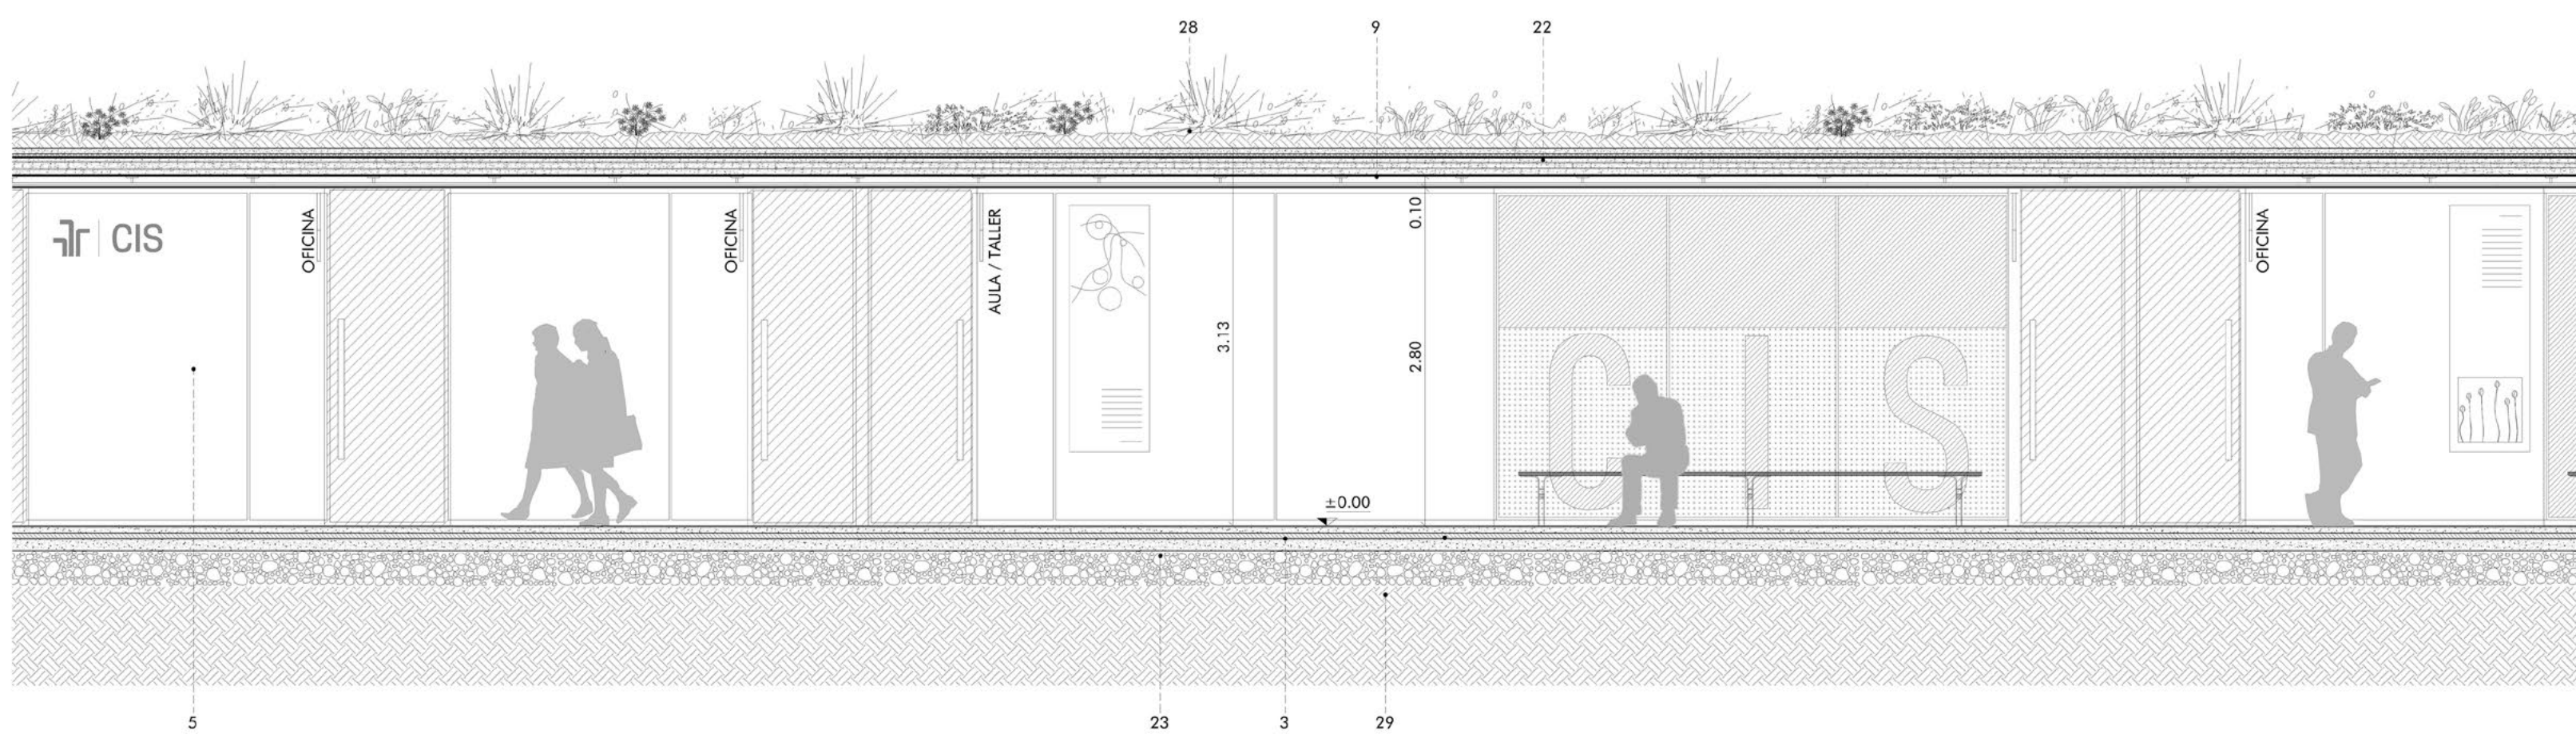 28
9
22
CIS
OFICINA
OFICINA
AULA / TALLER
3.13
0.10
2.80
±0.00
CIS
OFICINA
5
23
3
29